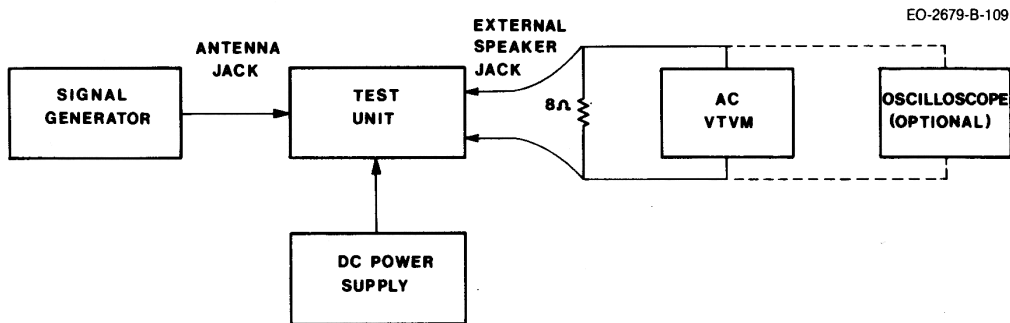 EO-2679-B-109
ANTENNA
JACK
EXTERNAL
SPEAKER
JACK
SIGNAL
GENERATOR
TEST
UNIT
8Ω
AC
VTVM
OSCILLOSCOPE
(OPTIONAL)
DC POWER
SUPPLY